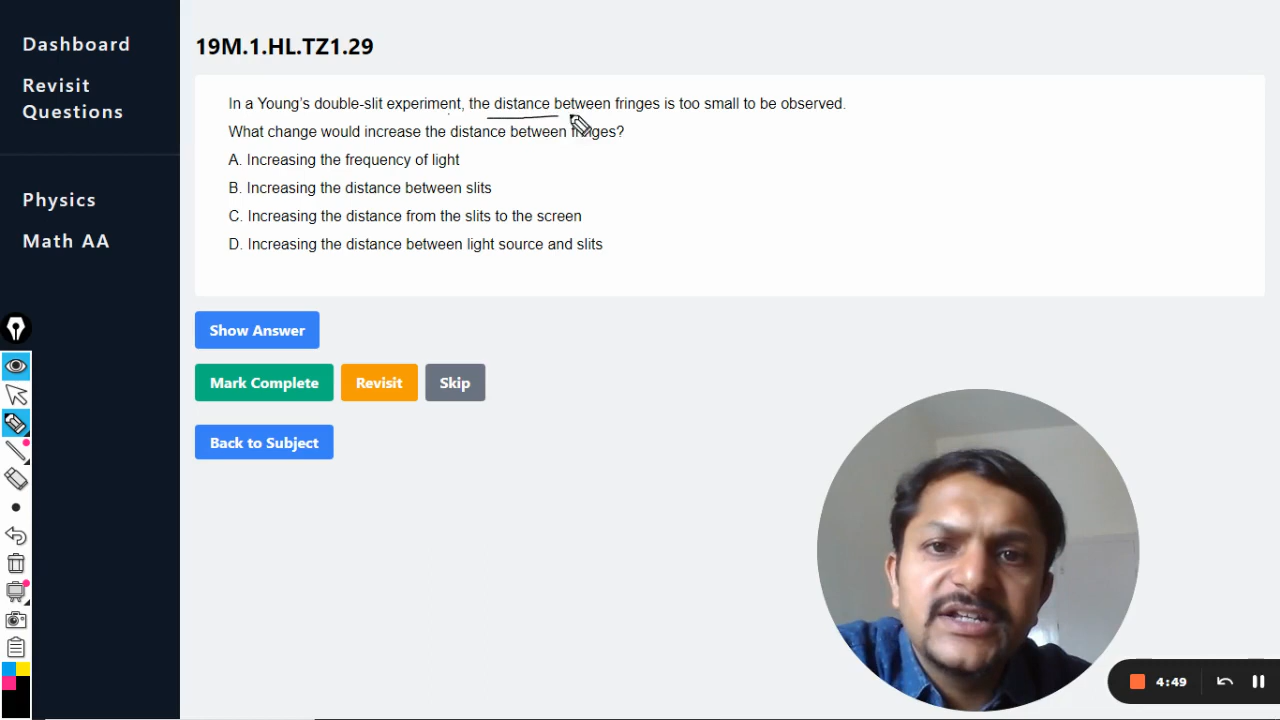 Dashboard
Revisit
Questions
Physics
Math AA
19M.1.HL.TZ1.29
In a Young's double-slit experiment, the distance between fringes is too small to be observed.
What change would increase the distance between fringes?
A. Increasing the frequency of light
B. Increasing the distance between slits
C. Increasing the distance from the slits to the screen
D. Increasing the distance between light source and slits
Show Answer
Mark Complete
Revisit
Skip
Back to Subject
4:49